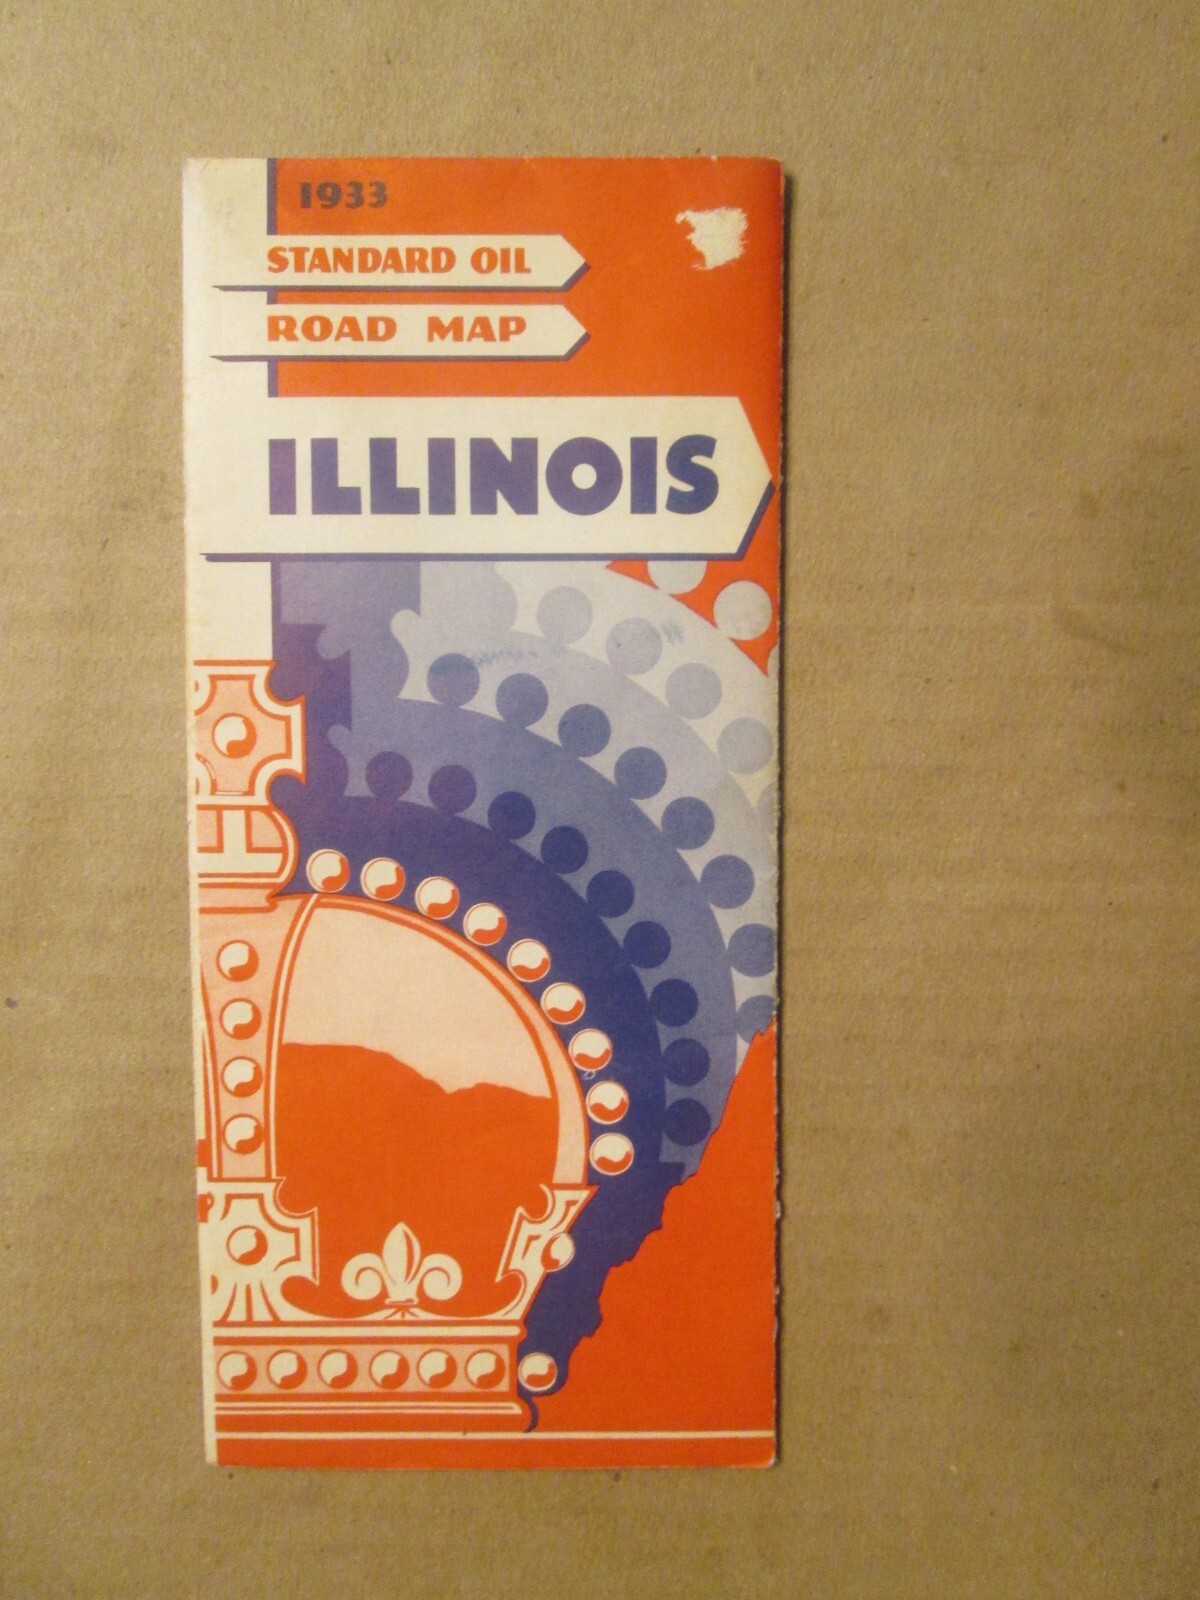 1933
STANDARD OIL
ROAD MAP
ILLINOIS